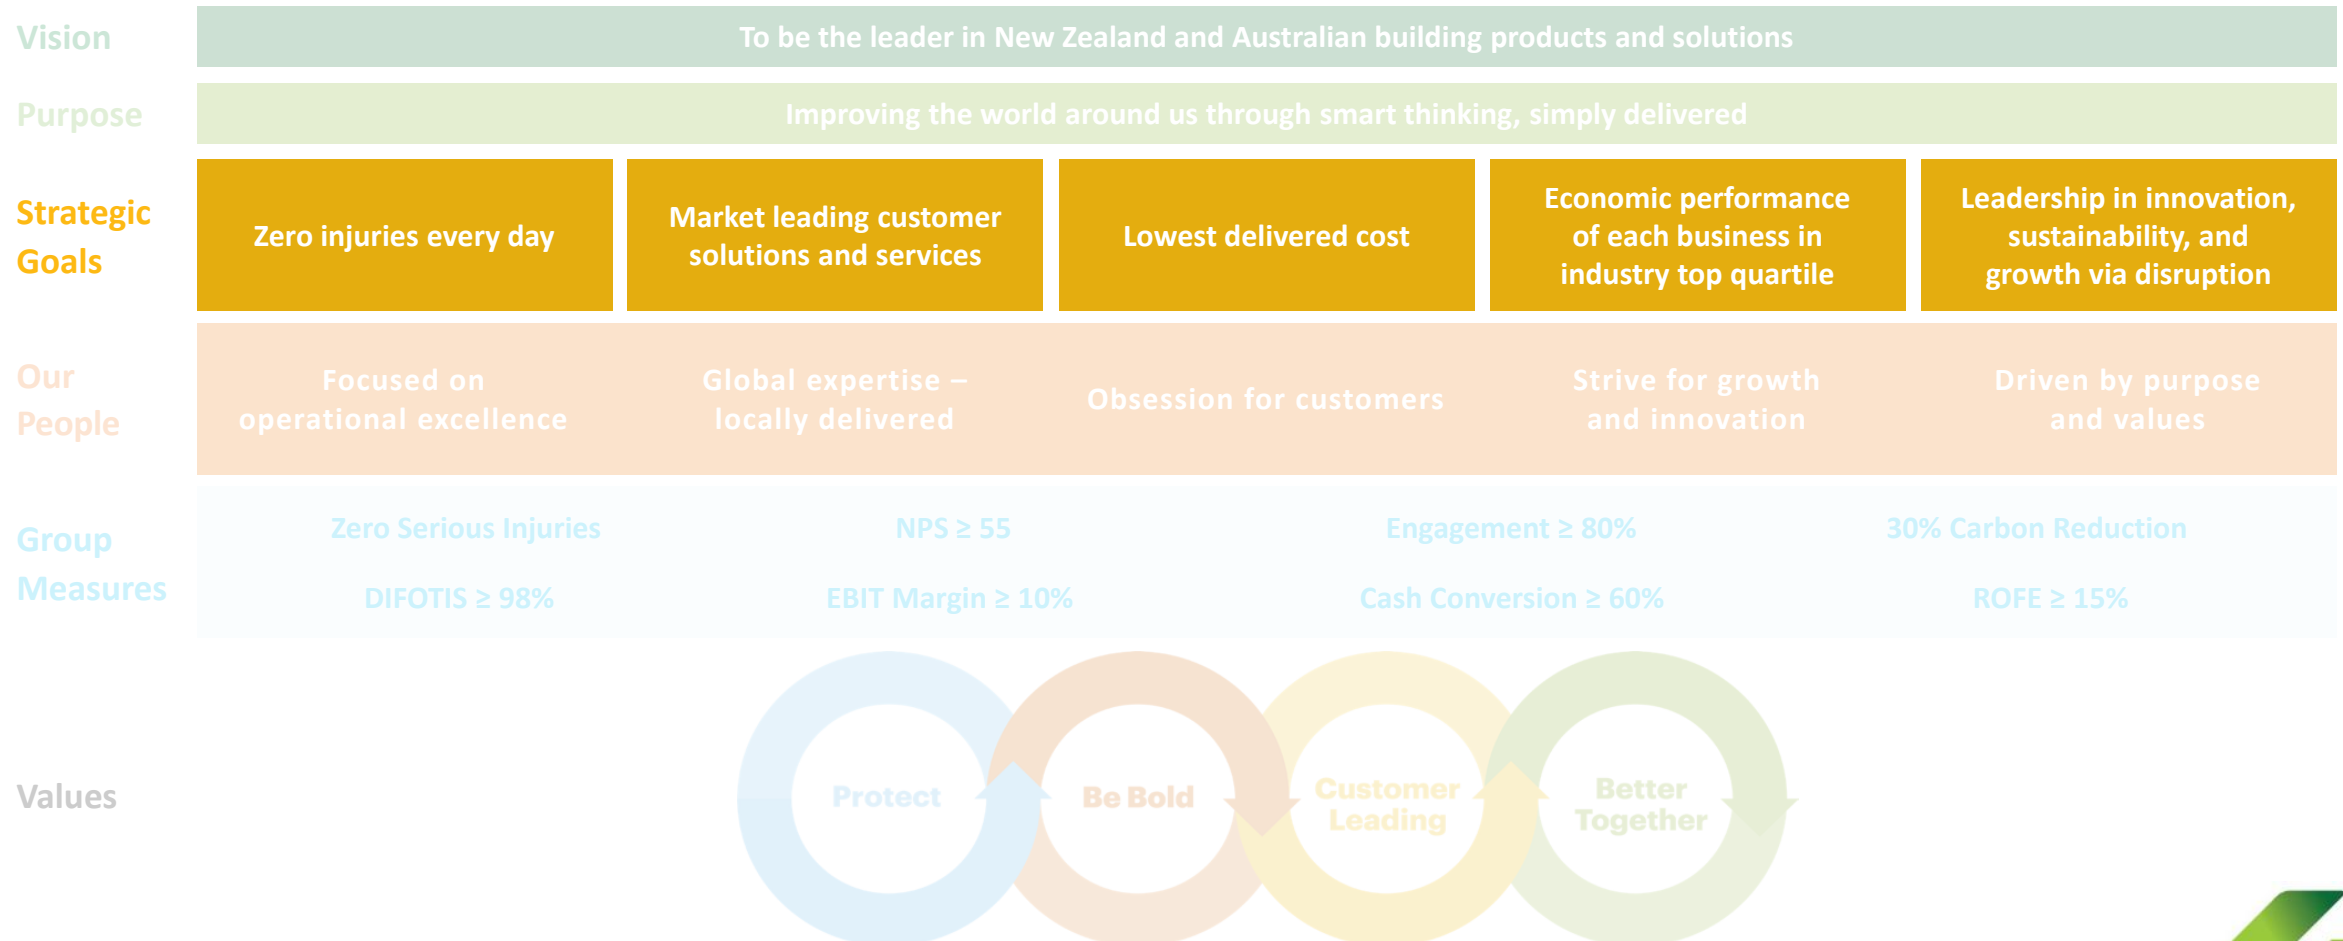 Vision
To be the leader in New Zealand and Australian building products and solutions
Purpose
Improving the world around us through smart thinking, simply delivered
Strategic
Goals
Zero injuries every day
Market leading customer
solutions and services
Lowest delivered cost
Economic performance
of each business in
industry top quartile
Leadership in innovation,
sustainability, and
growth via disruption
Our
People
Focused on
operational excellence
Global expertise –
locally delivered
Obsession for customers
Strive for growth
and innovation
Driven by purpose
and values
Group
Measures
Zero Serious Injuries
NPS ≥ 55
Engagement ≥ 80%
30% Carbon Reduction
DIFOTIS ≥ 98%
EBIT Margin ≥ 10%
Cash Conversion ≥ 60%
ROFE ≥ 15%
Values
Protect
Be Bold
Customer
Leading
Better
Together